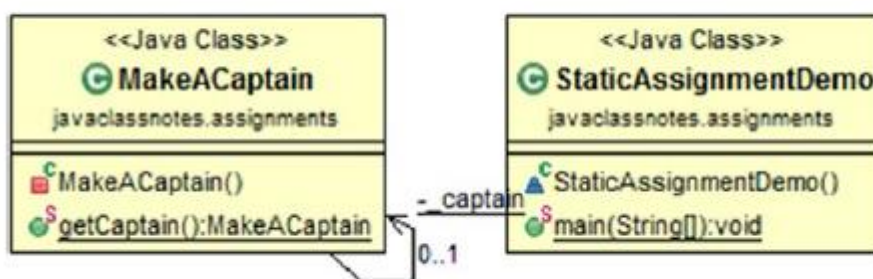 <<Java Class>>
MakeACaptain
javaclassnotes.assignments
MakeACaptain()
getCaptain():MakeACaptain
-_captain
0..1
<<Java Class>>
StaticAssignmentDemo
javaclassnotes.assignments
StaticAssignmentDemo()
main(String[]):void